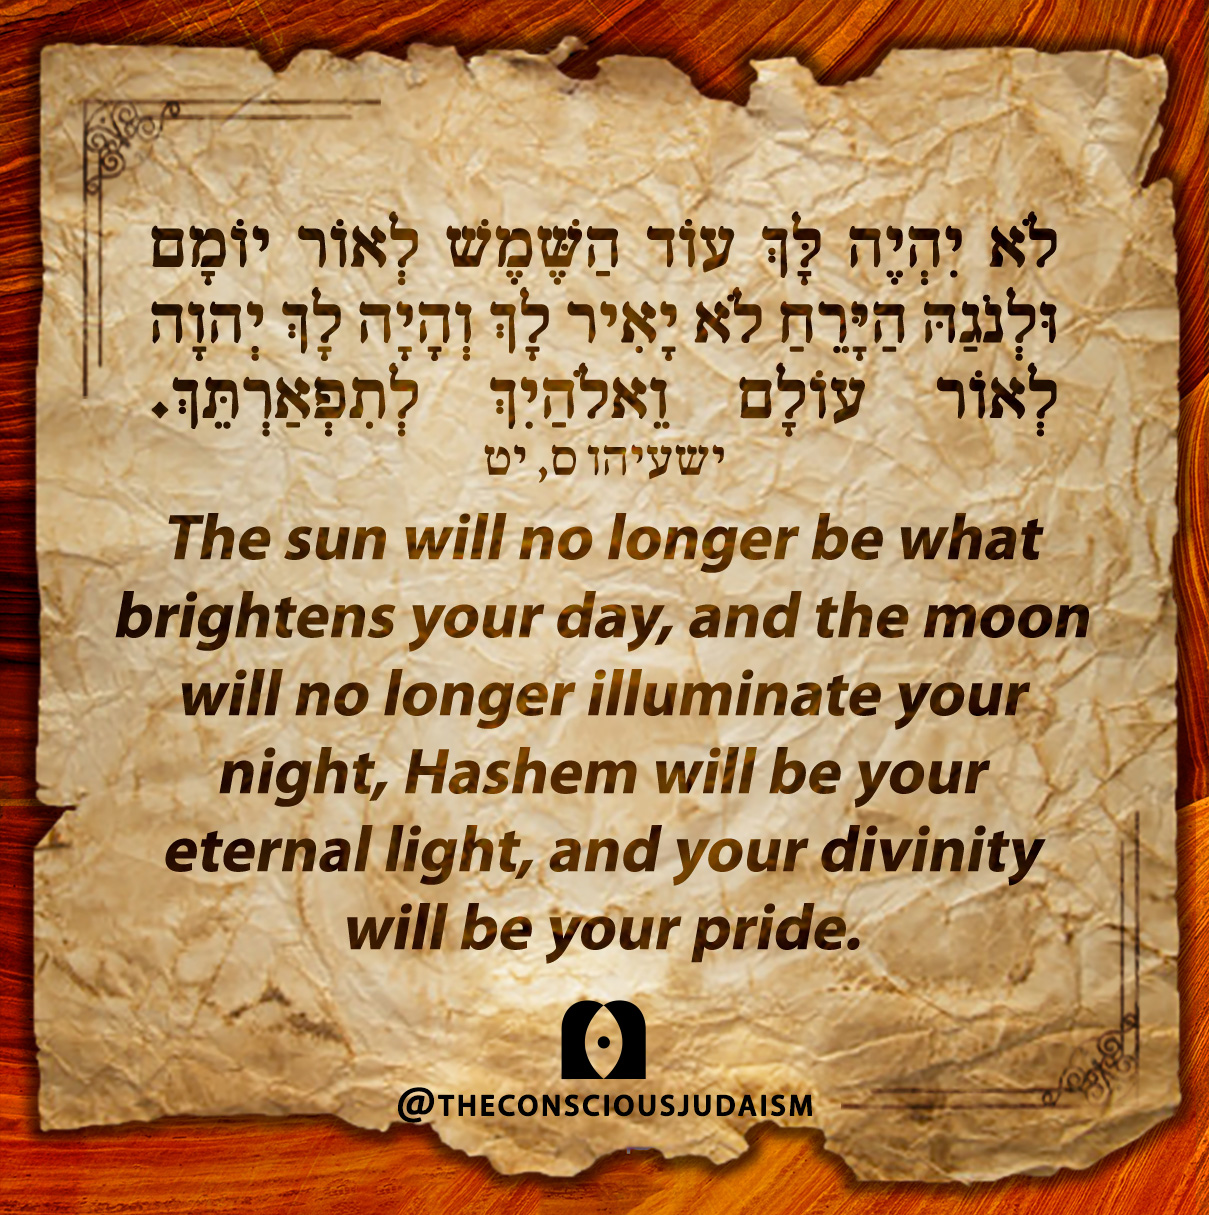 לֹא יִהְיֶה לָּךְ עוֹד הַשֶּׁמֶשׁ לְאוֹר יוֹמָם
וּלְנֹגַהּ הַיָּרֵחַ לֹא יָאִיר לָךְ וְהָיָה לָךְ יְהוָה
לְאוֹר עוֹלָם וֵאלֹהַיִךְ לְתִפְאַרְתֵּךְ.
ישעיהו ס, יט
The sun will no longer be what
brightens your day, and the moon
will no longer illuminate your
night, Hashem will be your
eternal light, and your divinity
will be your pride.
@THECONSCIOUSJUDAISM